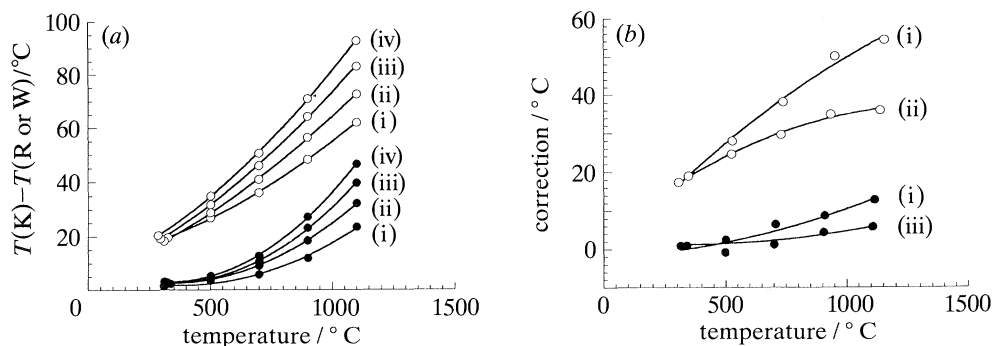 (a)
T(K)−T(R or W)/°C
100
80
60
40
20
0
500
1000
1500
temperature / °C
(iv)
(iii)
(ii)
(i)
(iv)
(iii)
(ii)
(i)
(b)
correction / °C
60
40
20
0
0
500
1000
1500
temperature / °C
(i)
(ii)
(i)
(iii)